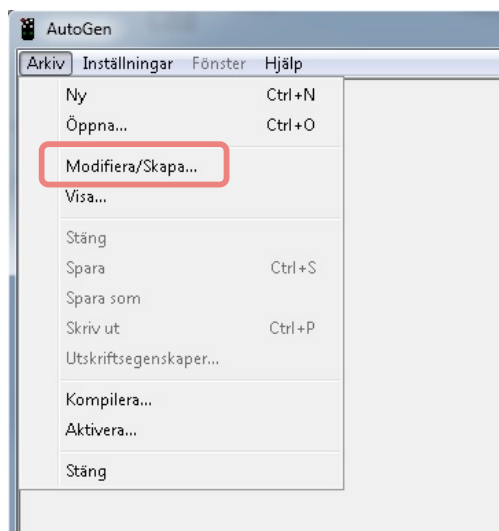 AutoGen
Arkiv Inställningar Fönster Hjälp
Ny Ctrl+N
Öppna... Ctrl+O
Modifiera/Skapa...
Visa...
Stäng
Spara Ctrl+S
Spara som
Skriv ut Ctrl+P
Utskriftsegenskaper...
Kompilera...
Aktivera...
Stäng